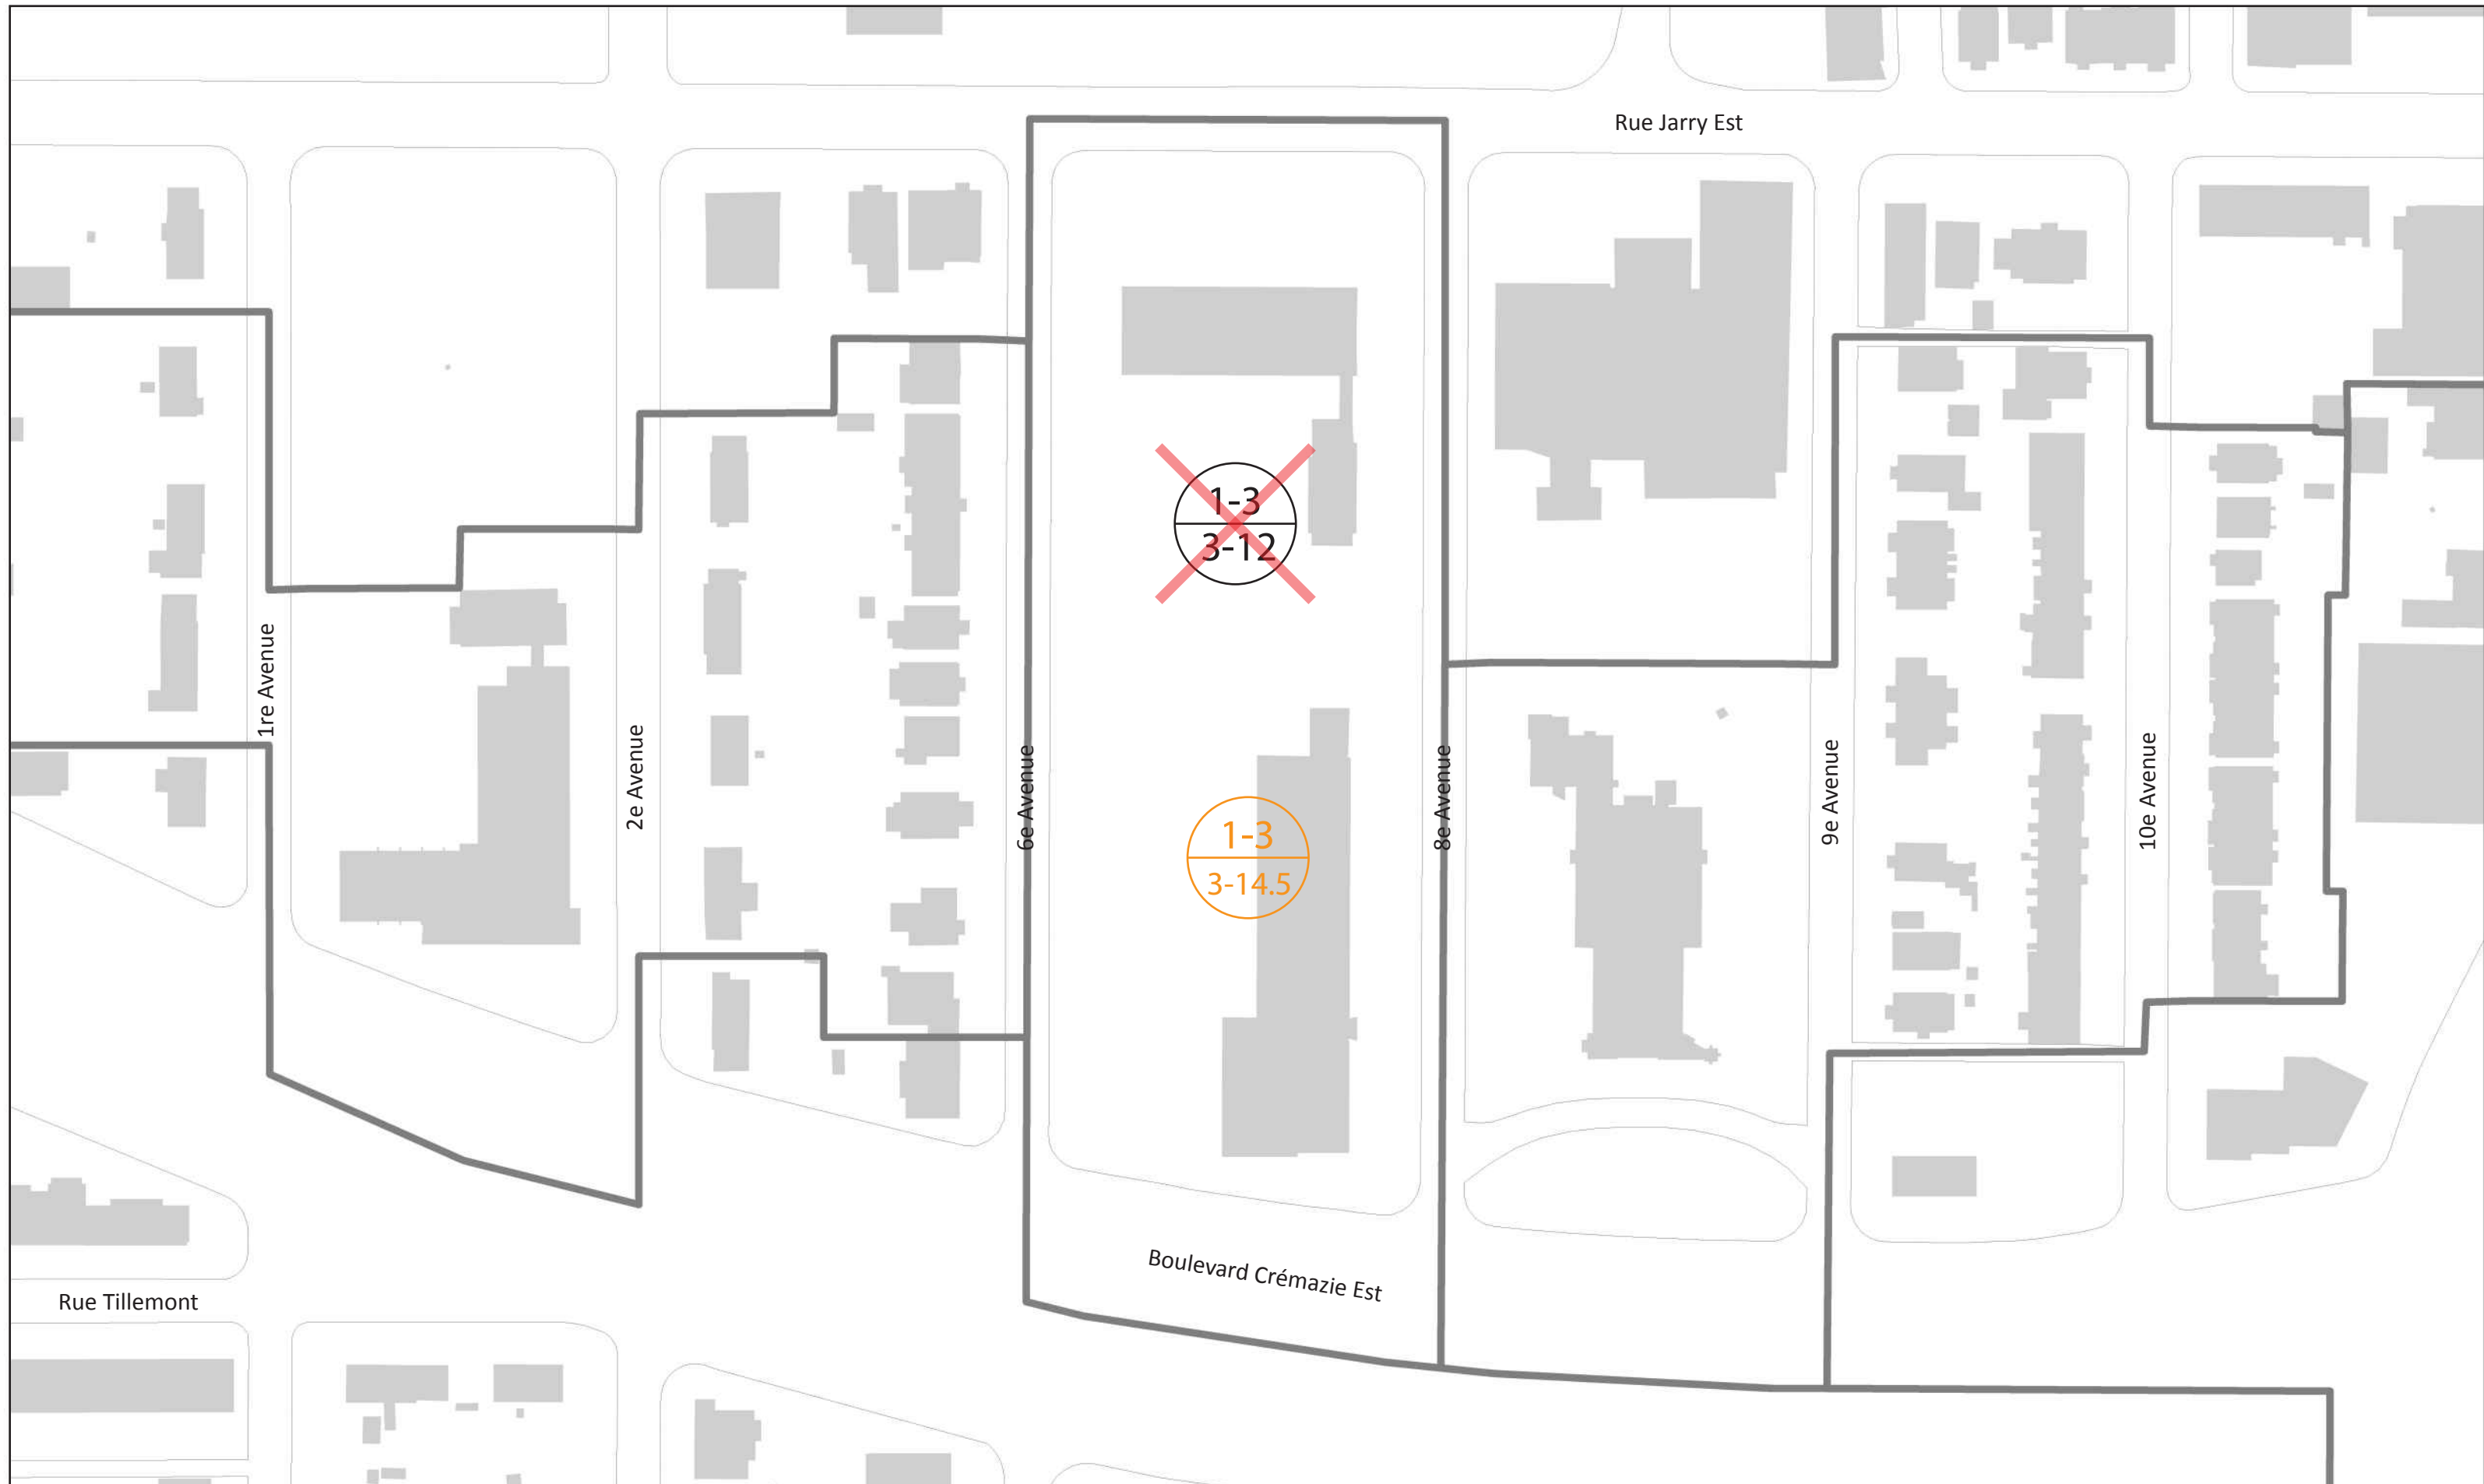 Rue Jarry Est
1-3
3-12
1re Avenue
2e Avenue
6e Avenue
8e Avenue
9e Avenue
10e Avenue
1-3
3-14.5
Boulevard Crémazie Est
Rue Tillemont